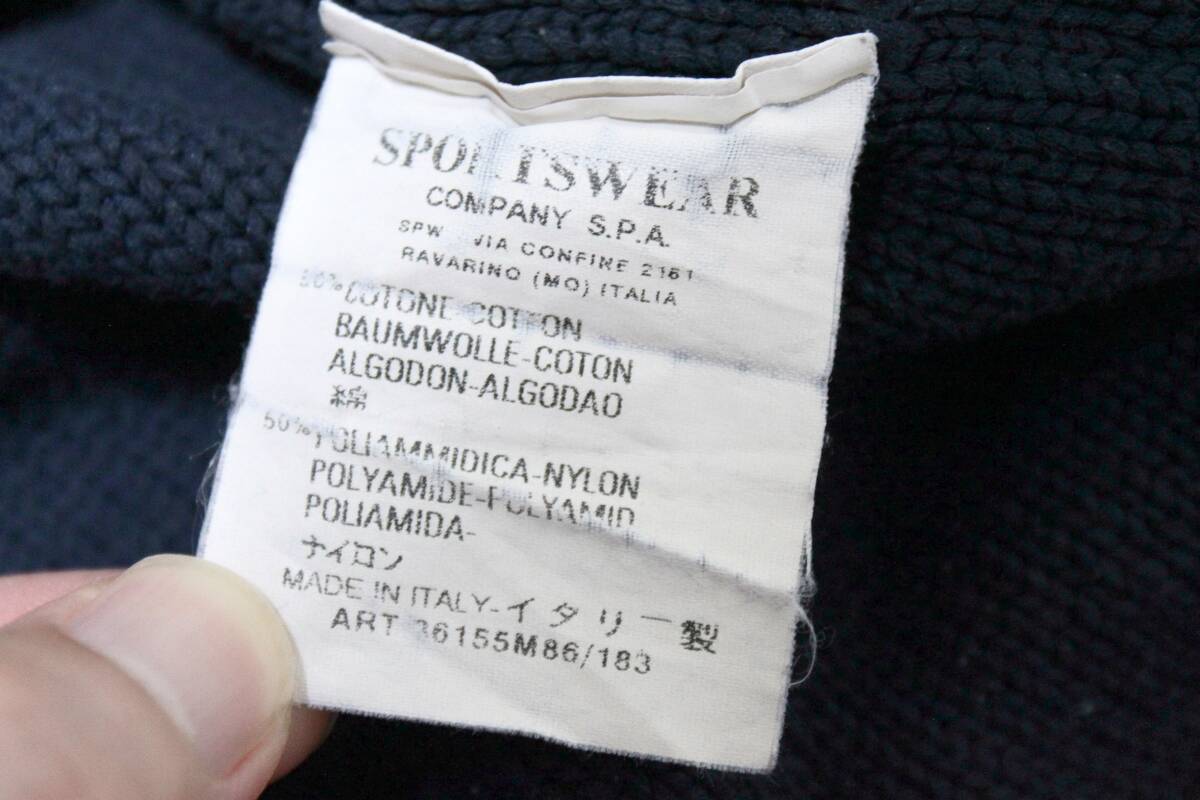 SPORTSWEAR
COMPANY S.P.A.
SPW VIA CONFINE 2161
RAVARINO (MO) ITALIA
50% COTONE COTTON
BAUMWOLLE-COTON
ALGODON-ALGODAO
綿
50% POLIAMMIDICA-NYLON
POLYAMIDE-POLYAMID
POLIAMIDA-
ナイロン
MADE IN ITALY-イタリー製
ART 36155M86/183